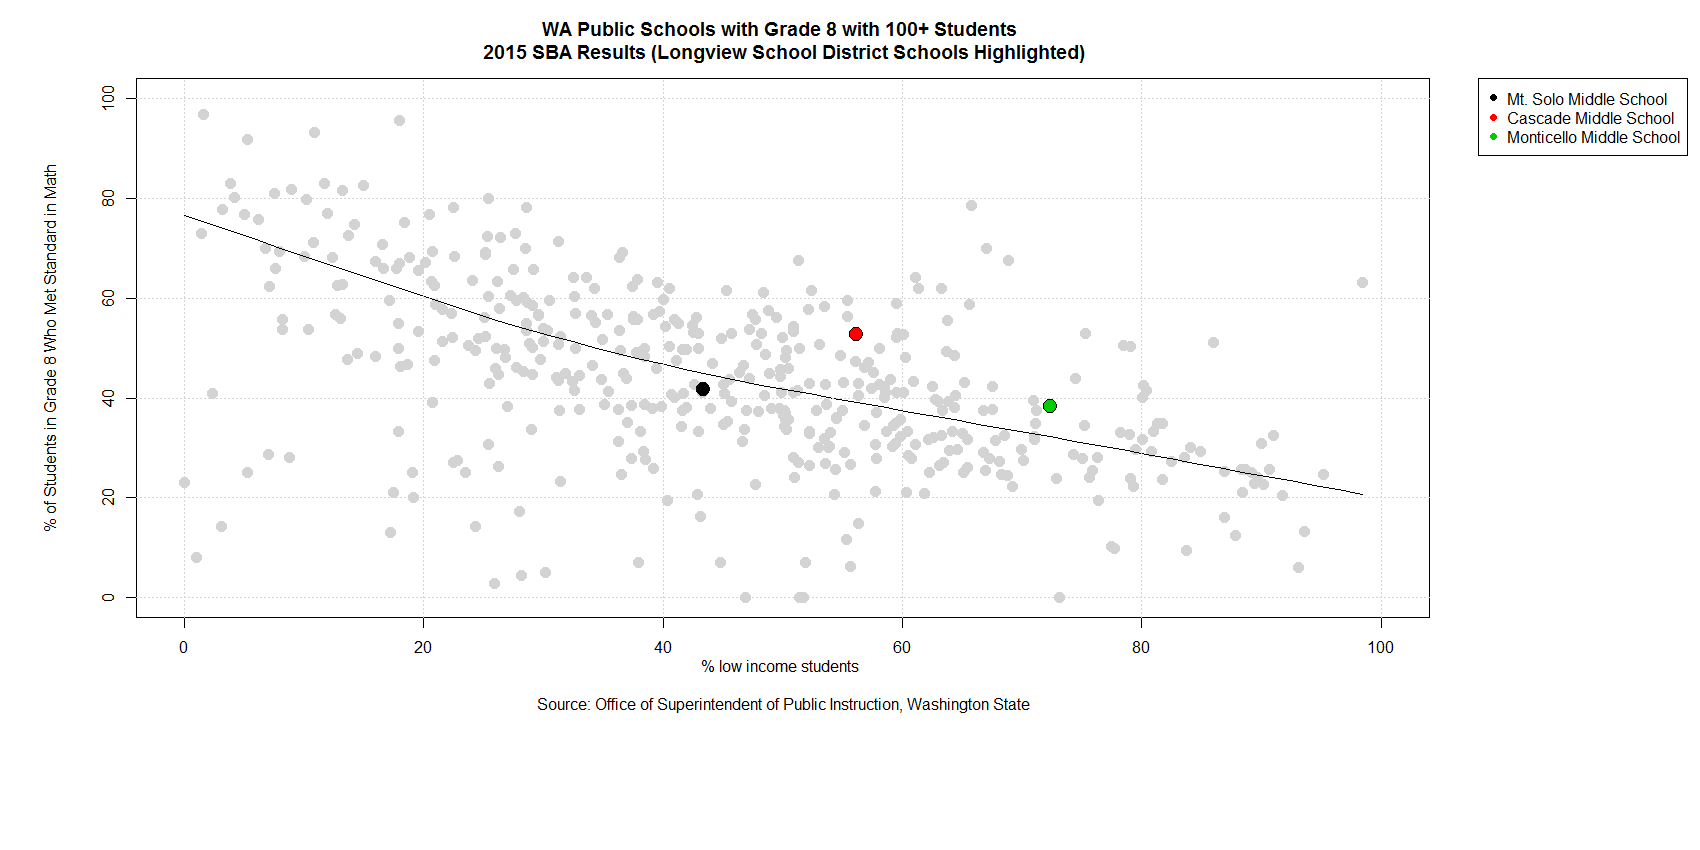 WA Public Schools with Grade 8 with 100+ Students
2015 SBA Results (Longview School District Schools Highlighted)
Mt. Solo Middle School
Cascade Middle School
Monticello Middle School
% of Students in Grade 8 Who Met Standard in Math
100
80
60
40
20
0
0 20 40 60 80 100
% low income students
Source: Office of Superintendent of Public Instruction, Washington State